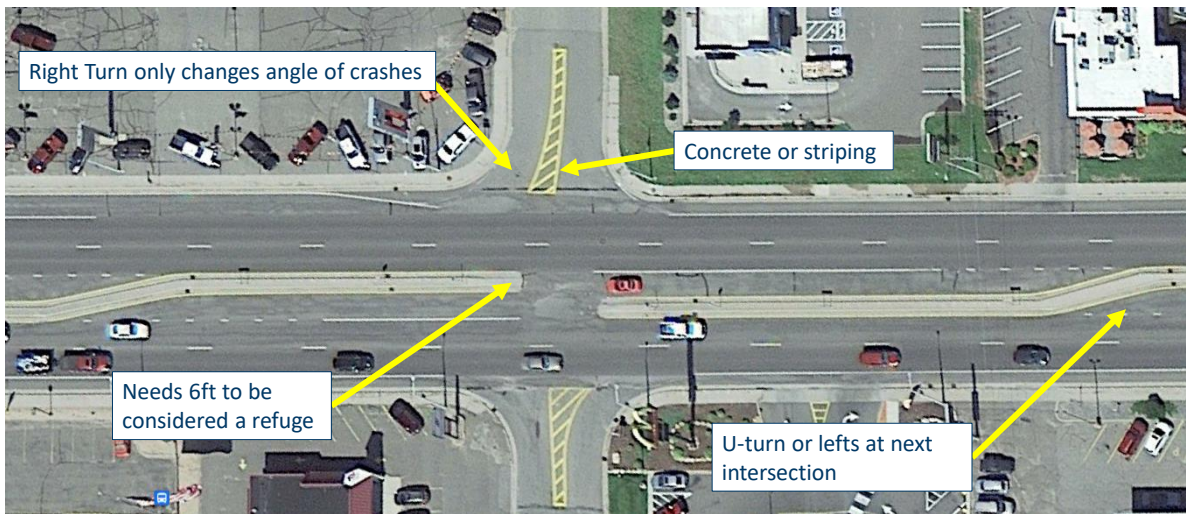 Right Turn only changes angle of crashes
Concrete or striping
Needs 6ft to be
considered a refuge
U-turn or lefts at next
intersection